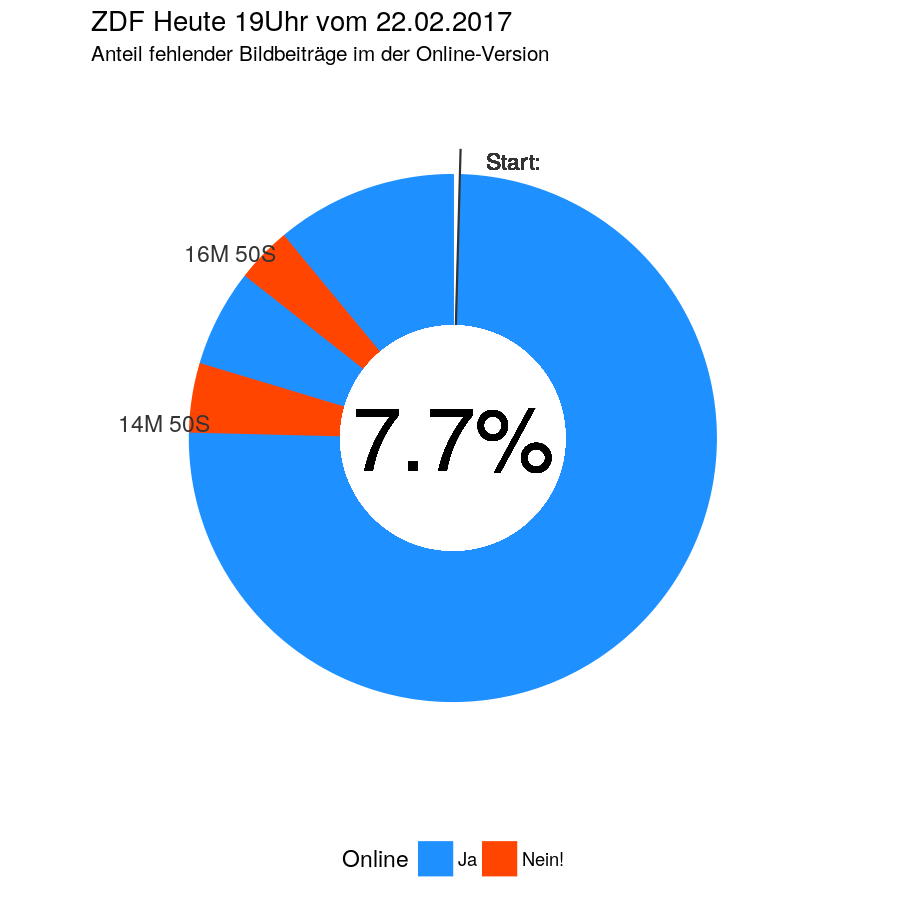 ZDF Heute 19Uhr vom 22.02.2017
Anteil fehlender Bildbeiträge im der Online-Version
Start:
16M 50S
14M 50S
7.7%
Online Ja Nein!